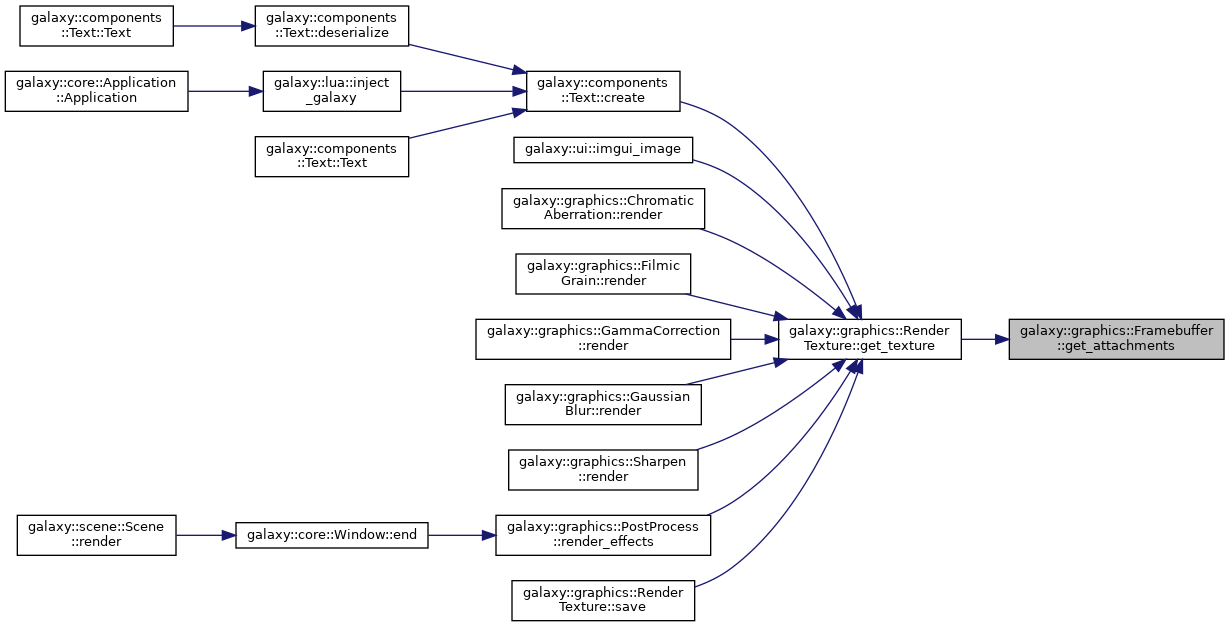 galaxy::components
::Text::Text
galaxy::components
::Text::deserialize
galaxy::core::Application
::Application
galaxy::lua::inject
_galaxy
galaxy::components
::Text::create
galaxy::components
::Text::Text
galaxy::ui::imgui_image
galaxy::graphics::Chromatic
Aberration::render
galaxy::graphics::Filmic
Grain::render
galaxy::graphics::GammaCorrection
::render
galaxy::graphics::Render
Texture::get_texture
galaxy::graphics::Framebuffer
::get_attachments
galaxy::graphics::Gaussian
Blur::render
galaxy::graphics::Sharpen
::render
galaxy::scene::Scene
::render
galaxy::core::Window::end
galaxy::graphics::PostProcess
::render_effects
galaxy::graphics::Render
Texture::save